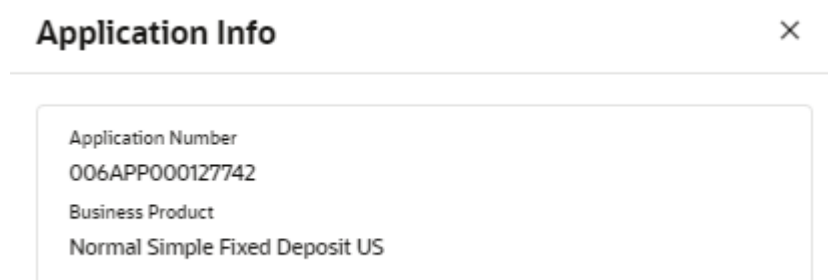 Application Info
Application Number
006APP000127742
Business Product
Normal Simple Fixed Deposit US